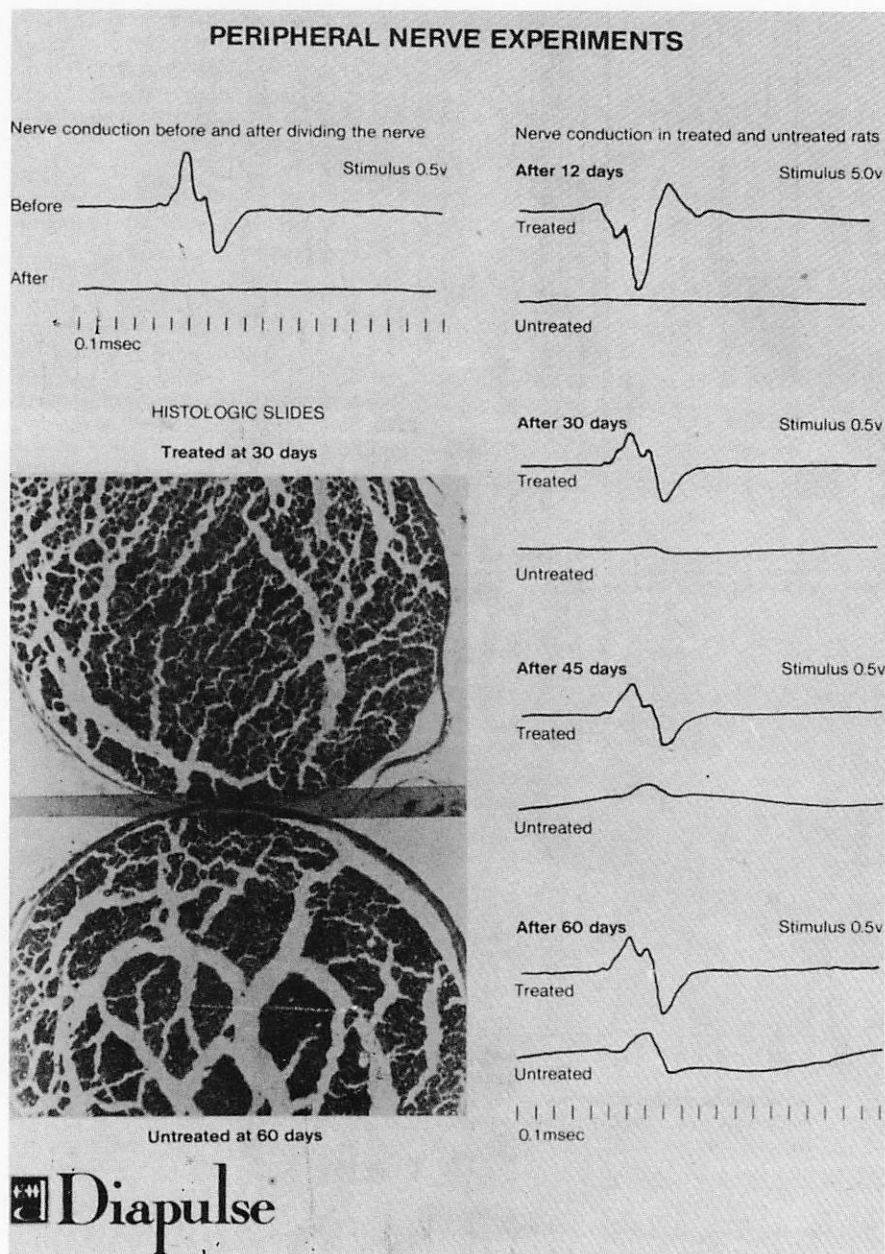 PERIPHERAL NERVE EXPERIMENTS
Nerve conduction before and after dividing the nerve
Stimulus 0.5v
Before
After
0.1msec
HISTOLOGIC SLIDES
Treated at 30 days
Untreated at 60 days
Diapulse
Nerve conduction in treated and untreated rats
After 12 days Stimulus 5.0v
Treated
Untreated
After 30 days Stimulus 0.5v
Treated
Untreated
After 45 days Stimulus 0.5v
Treated
Untreated
After 60 days Stimulus 0.5v
Treated
Untreated
0.1msec